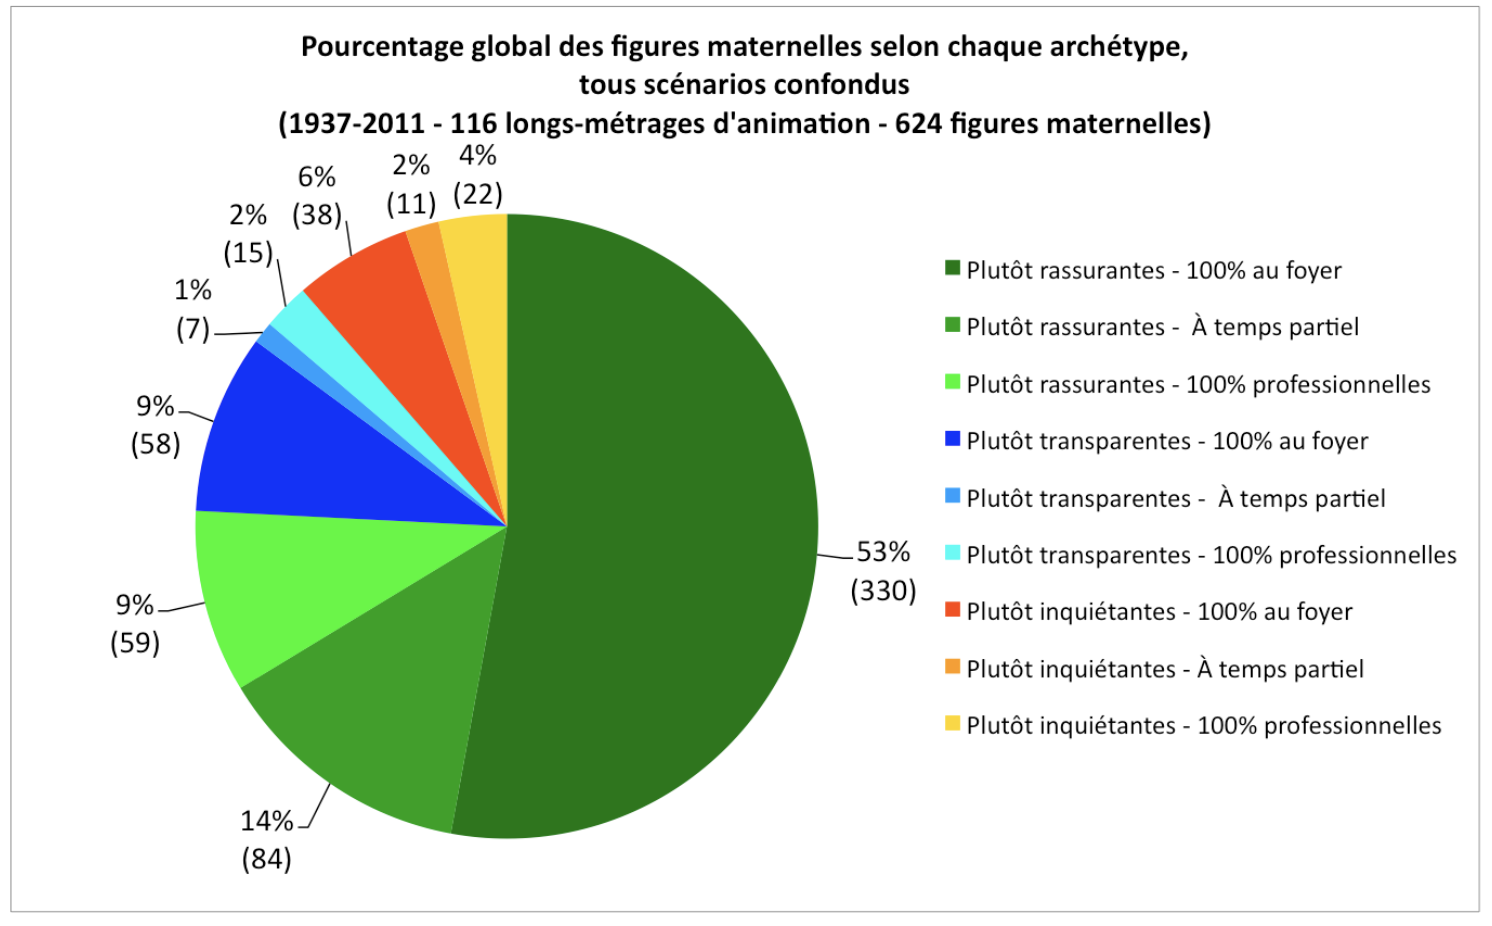 Pourcentage global des figures maternelles selon chaque archétype,
tous scénarios confondus
(1937-2011 - 116 longs-métrages d'animation - 624 figures maternelles)
4%
(22)
2%
(11)
6%
(38)
2%
(15)
1%
(7)
9%
(58)
9%
(59)
14%
(84)
53%
(330)
Plutôt rassurantes - 100% au foyer
Plutôt rassurantes -  À temps partiel
Plutôt rassurantes - 100% professionnelles
Plutôt transparentes - 100% au foyer
Plutôt transparentes -  À temps partiel
Plutôt transparentes - 100% professionnelles
Plutôt inquiétantes - 100% au foyer
Plutôt inquiétantes - À temps partiel
Plutôt inquiétantes - 100% professionnelles